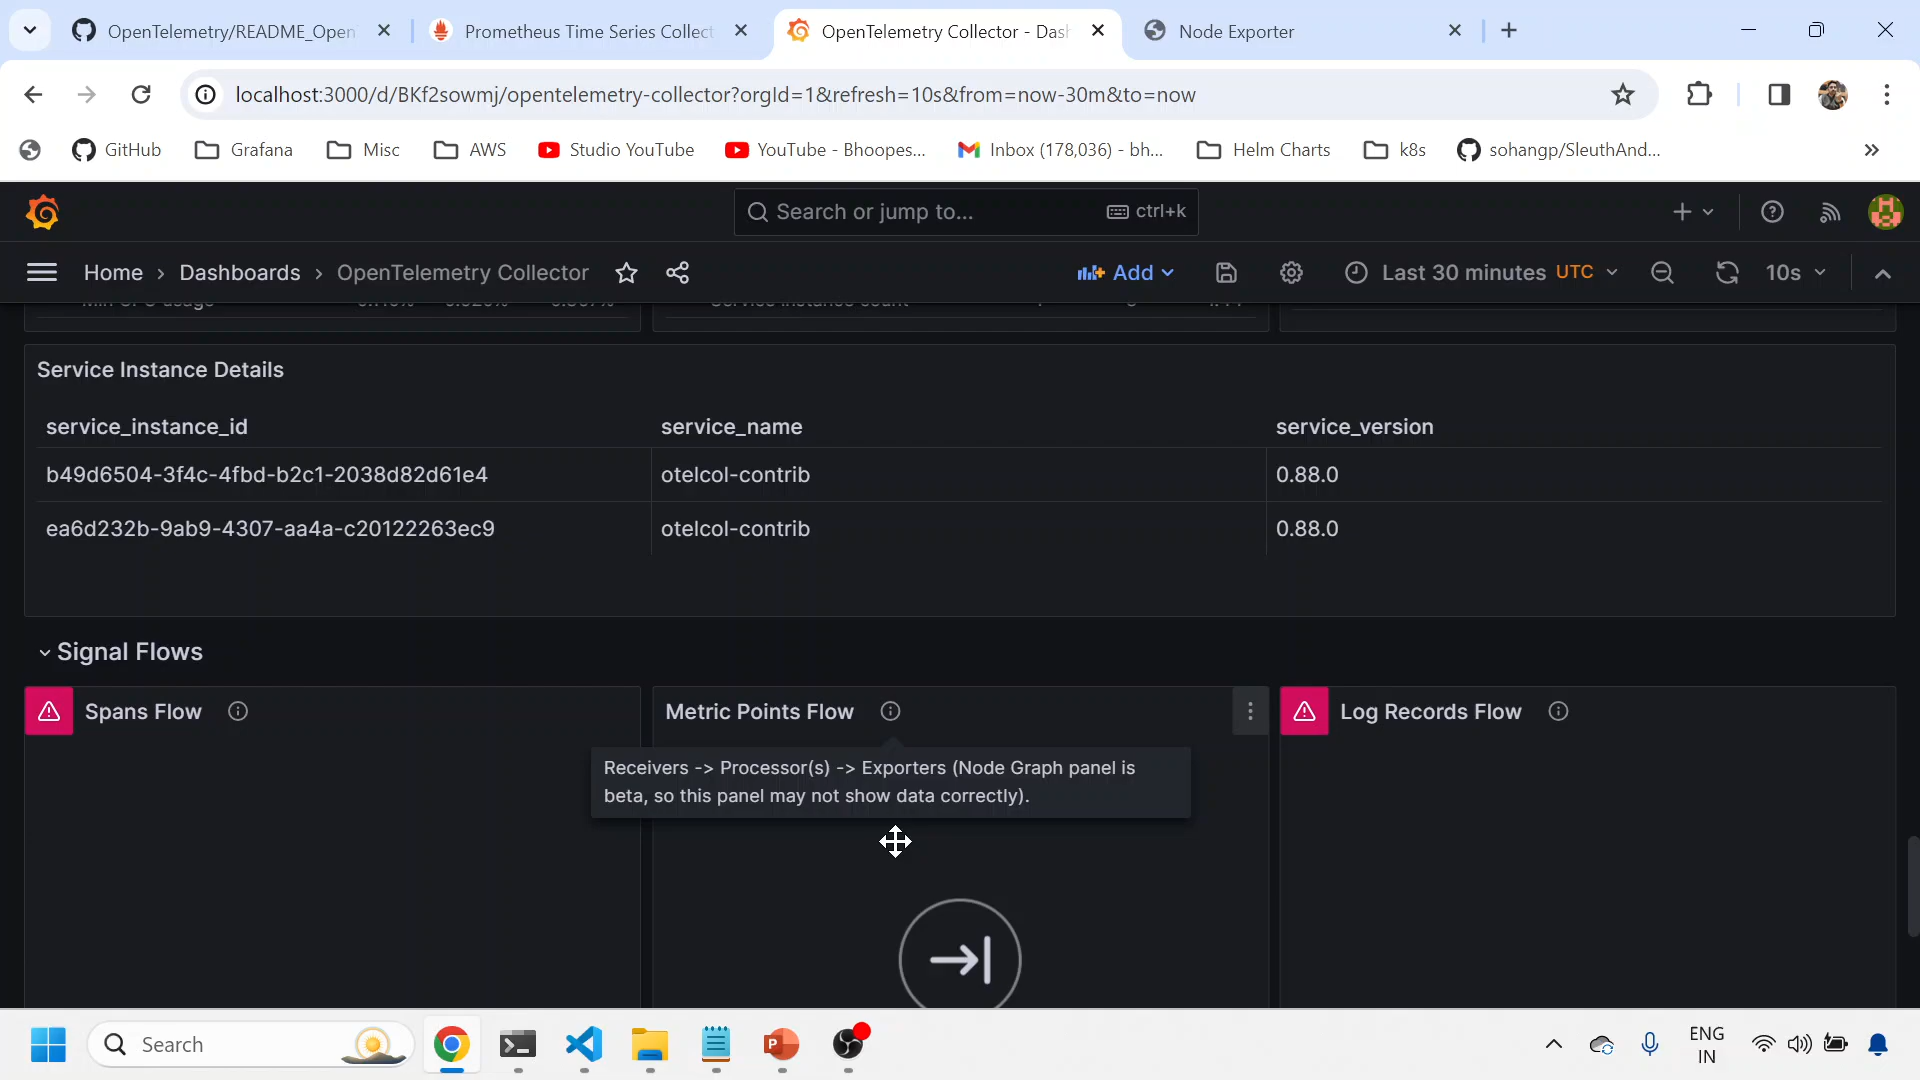 OpenTelemetry/README_Open
Prometheus Time Series Collect
OpenTelemetry Collector - Dash
Node Exporter
localhost:3000/d/BKf2sowmj/opentelemetry-collector?orgId=1&refresh=10s&from=now-30m&to=now
GitHub
Grafana
Misc
AWS
Studio YouTube
YouTube - Bhoopes...
Inbox (178,036) - bh...
Helm Charts
k8s
sohangp/SleuthAnd...
Search or jump to...
ctrl+k
Home › Dashboards › OpenTelemetry Collector
Add
Last 30 minutes UTC
10s
Service Instance Details
service_instance_id service_name service_version
b49d6504-3f4c-4fbd-b2c1-2038d82d61e4 otelcol-contrib 0.88.0
ea6d232b-9ab9-4307-aa4a-c20122263ec9 otelcol-contrib 0.88.0
Signal Flows
Spans Flow
Metric Points Flow
Log Records Flow
Receivers -> Processor(s) -> Exporters (Node Graph panel is
beta, so this panel may not show data correctly).
Search
ENG
IN